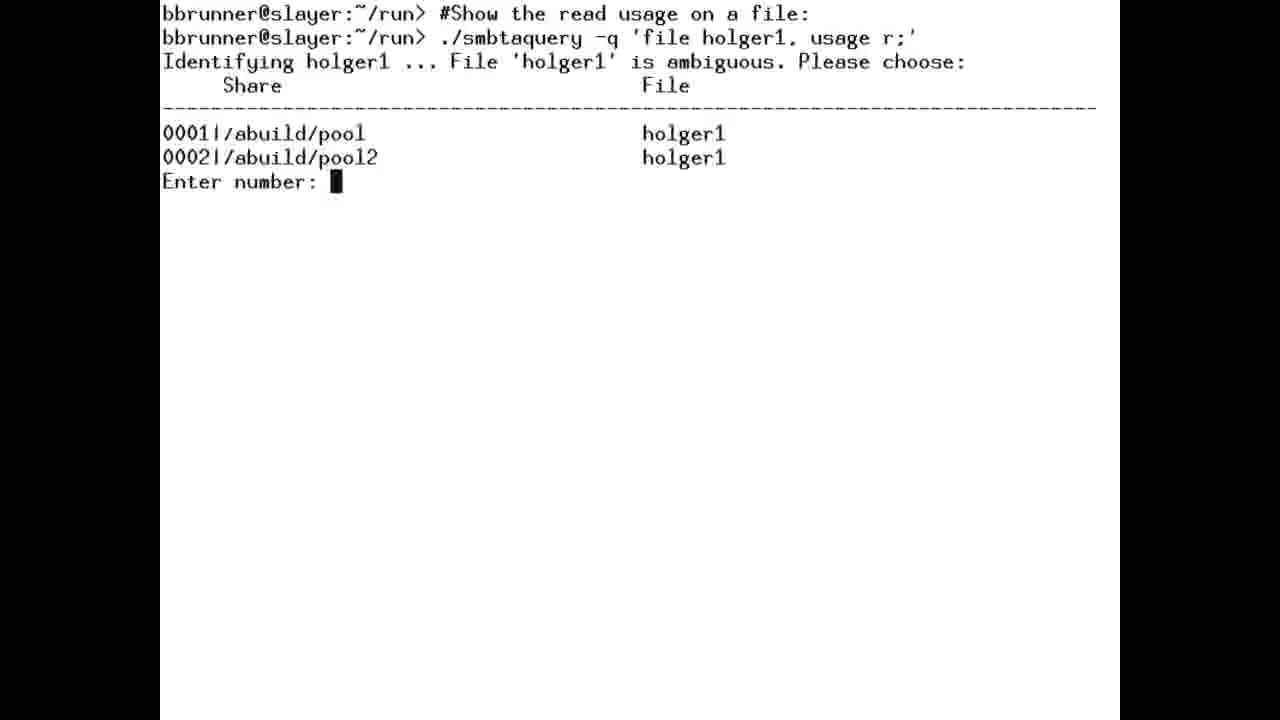 bbrunner@slayer:~/run> #Show the read usage on a file:
bbrunner@slayer:~/run> ./smbtaquery -q 'file holger1, usage r;'
Identifying holger1 ... File 'holger1' is ambiguous. Please choose:
Share File
------------------------------------------------------------------------------
0001|/abuild/pool holger1
0002|/abuild/pool2 holger1
Enter number: